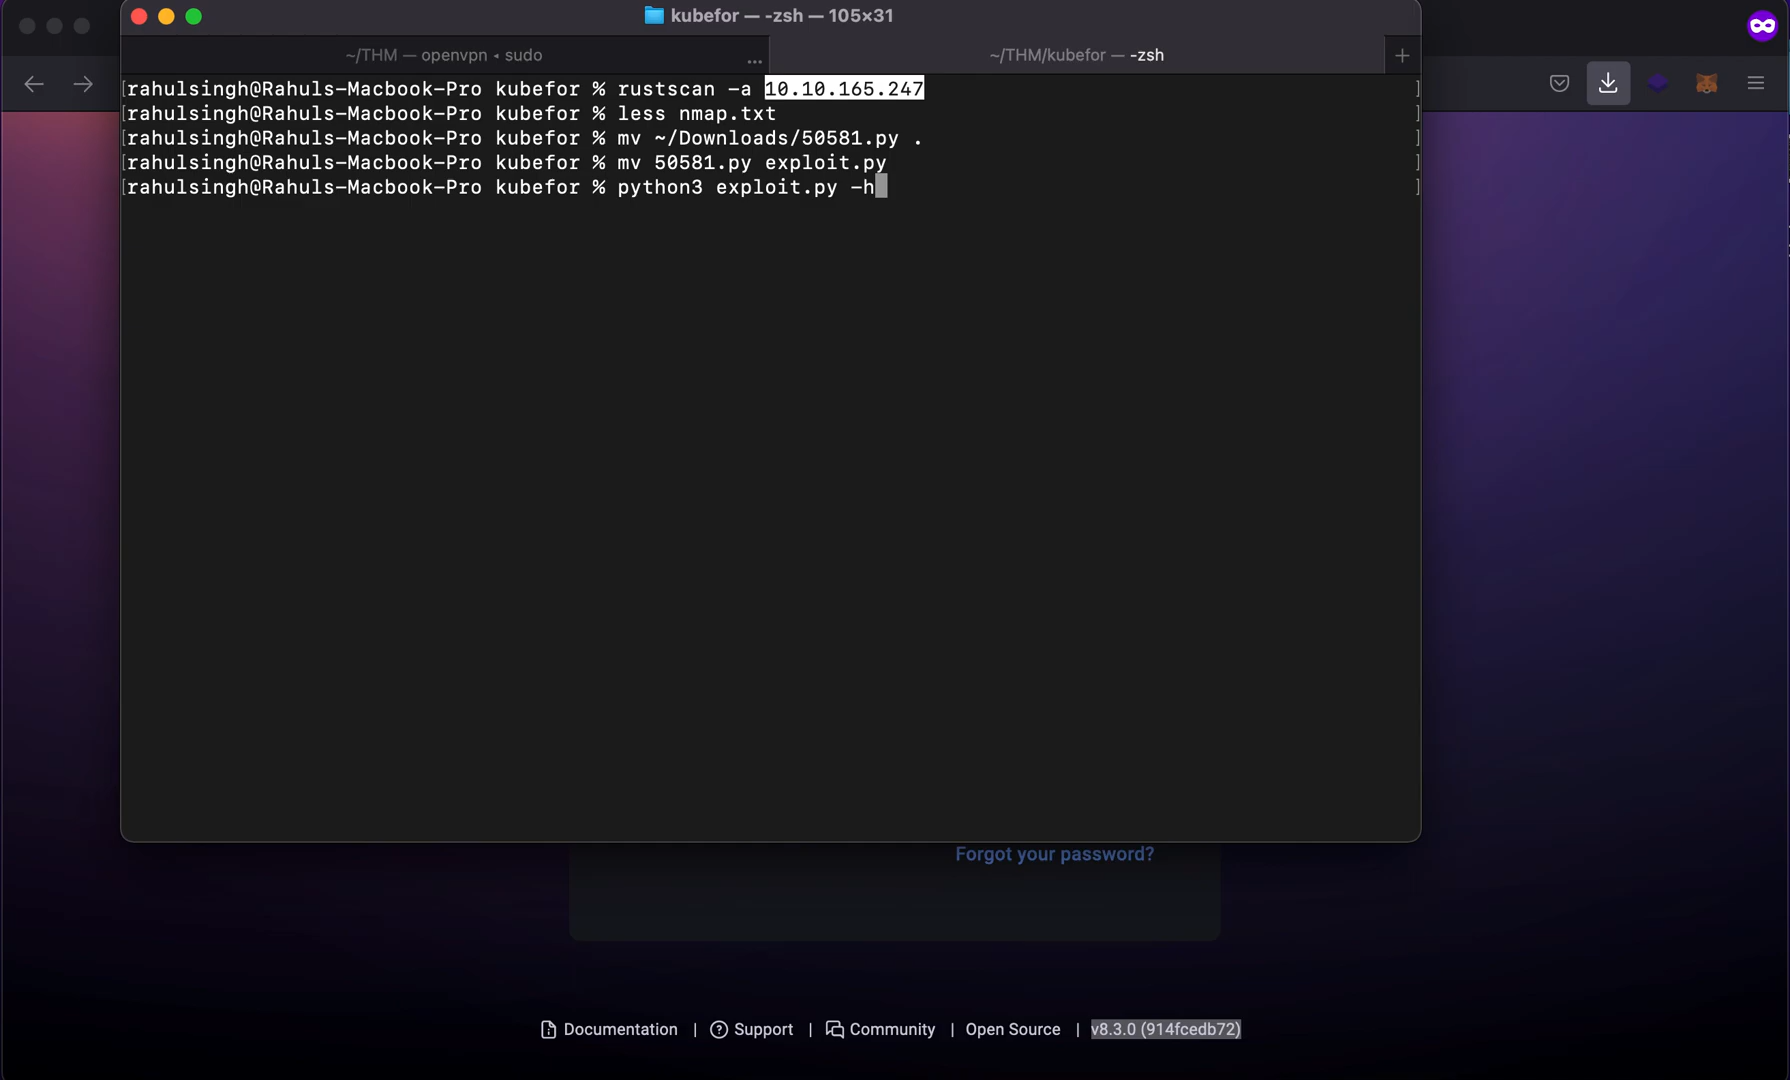 kubefor — -zsh — 105×31
~/THM — openvpn ◂ sudo ...
~/THM/kubefor — -zsh +
[rahulsingh@Rahuls-Macbook-Pro kubefor % rustscan -a 10.10.165.247 ]
[rahulsingh@Rahuls-Macbook-Pro kubefor % less nmap.txt ]
[rahulsingh@Rahuls-Macbook-Pro kubefor % mv ~/Downloads/50581.py . ]
[rahulsingh@Rahuls-Macbook-Pro kubefor % mv 50581.py exploit.py ]
[rahulsingh@Rahuls-Macbook-Pro kubefor % python3 exploit.py -h ]
Forgot your password?
Documentation | Support | Community | Open Source | v8.3.0 (914fcedb72)